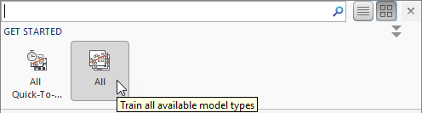 GET STARTED
All
Quick-To-...
All
Train all available model types